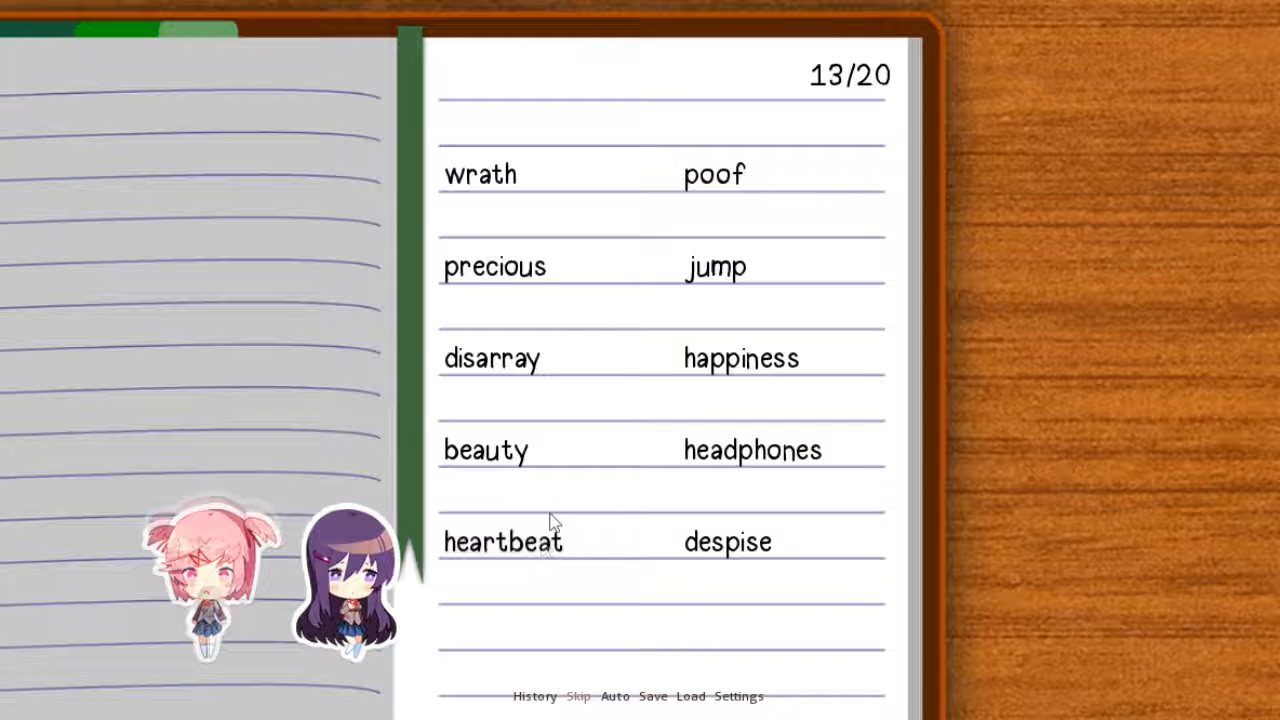 13/20
wrath poof
precious jump
disarray happiness
beauty headphones
heartbeat despise
History Skip Auto Save Load Settings